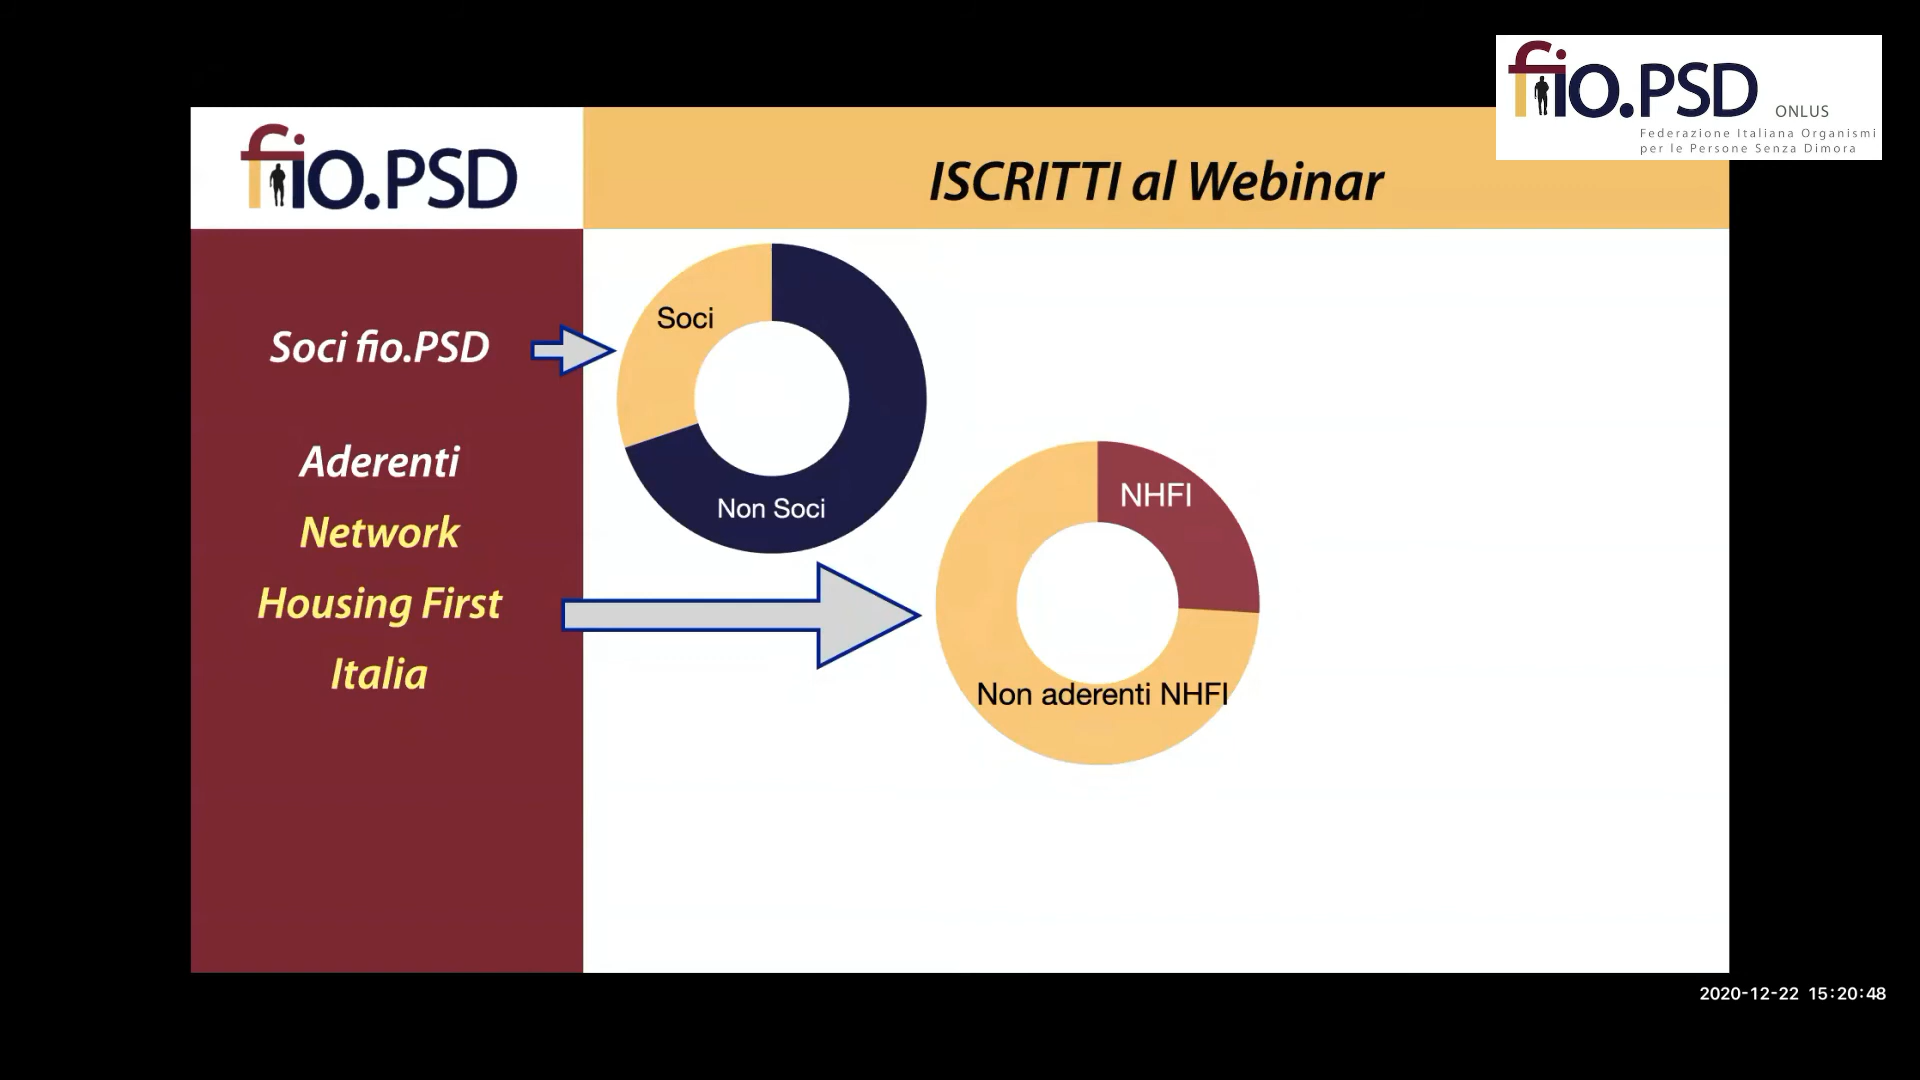 fio.PSD
ONLUS
Federazione Italiana Organismi
per le Persone Senza Dimora
fio.PSD
ISCRITTI al Webinar
Soci fio.PSD
Aderenti
Network
Housing First
Italia
Soci
Non Soci
NHFI
Non aderenti NHFI
2020-12-22 15:20:48